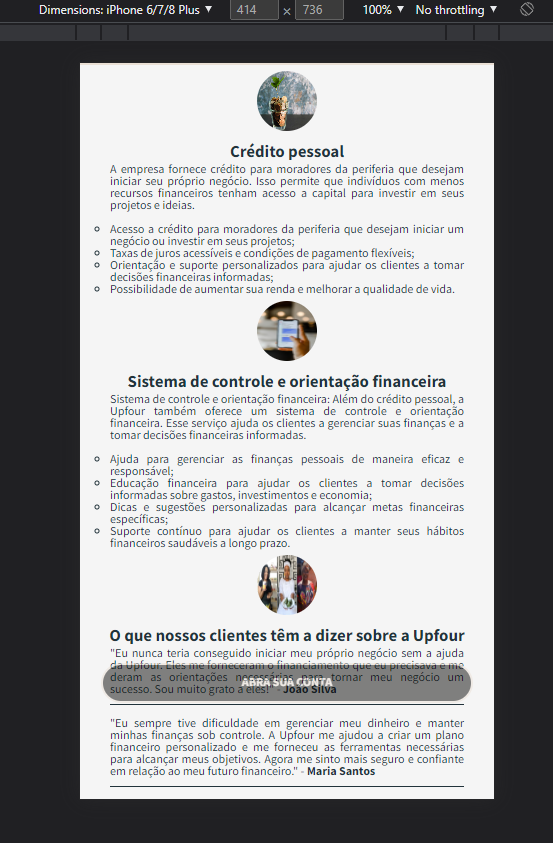 Dimensions: iPhone 6/7/8 Plus ▼ 414 × 736 100% ▼ No throttling ▼
Crédito pessoal
A empresa fornece crédito para moradores da periferia que desejam
iniciar seu próprio negócio. Isso permite que indivíduos com menos
recursos financeiros tenham acesso a capital para investir em seus
projetos e ideias.
Acesso a crédito para moradores da periferia que desejam iniciar um
negócio ou investir em seus projetos;
Taxas de juros acessíveis e condições de pagamento flexíveis;
Orientação e suporte personalizados para ajudar os clientes a tomar
decisões financeiras informadas;
Possibilidade de aumentar sua renda e melhorar a qualidade de vida.
Sistema de controle e orientação financeira
Sistema de controle e orientação financeira: Além do crédito pessoal, a
Upfour também oferece um sistema de controle e orientação
financeira. Esse serviço ajuda os clientes a gerenciar suas finanças e a
tomar decisões financeiras informadas.
Ajuda para gerenciar as finanças pessoais de maneira eficaz e
responsável;
Educação financeira para ajudar os clientes a tomar decisões
informadas sobre gastos, investimentos e economia;
Dicas e sugestões personalizadas para alcançar metas financeiras
específicas;
Suporte contínuo para ajudar os clientes a manter seus hábitos
financeiros saudáveis a longo prazo.
O que nossos clientes têm a dizer sobre a Upfour
"Eu nunca teria conseguido iniciar meu próprio negócio sem a ajuda
da Upfour. Eles me forneceram o financiamento que eu precisava e me
deram as orientações necessárias para tornar meu negócio um
ABRA SUA CONTA
sucesso. Sou muito grato a eles!" - João Silva
"Eu sempre tive dificuldade em gerenciar meu dinheiro e manter
minhas finanças sob controle. A Upfour me ajudou a criar um plano
financeiro personalizado e me forneceu as ferramentas necessárias
para alcançar meus objetivos. Agora me sinto mais seguro e confiante
em relação ao meu futuro financeiro." - Maria Santos